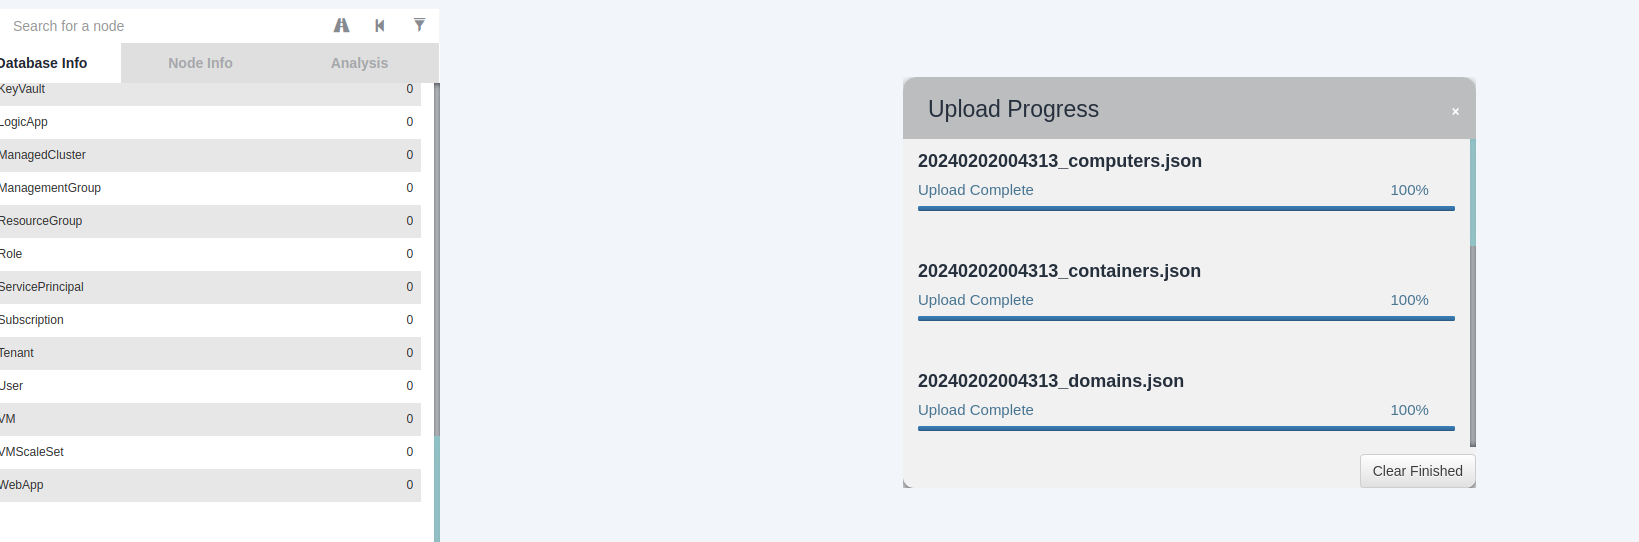 Search for a node
Database Info Node Info Analysis
KeyVault 0
LogicApp 0
ManagedCluster 0
ManagementGroup 0
ResourceGroup 0
Role 0
ServicePrincipal 0
Subscription 0
Tenant 0
User 0
VM 0
VMScaleSet 0
WebApp 0
Upload Progress ×
20240202004313_computers.json
Upload Complete 100%
20240202004313_containers.json
Upload Complete 100%
20240202004313_domains.json
Upload Complete 100%
Clear Finished